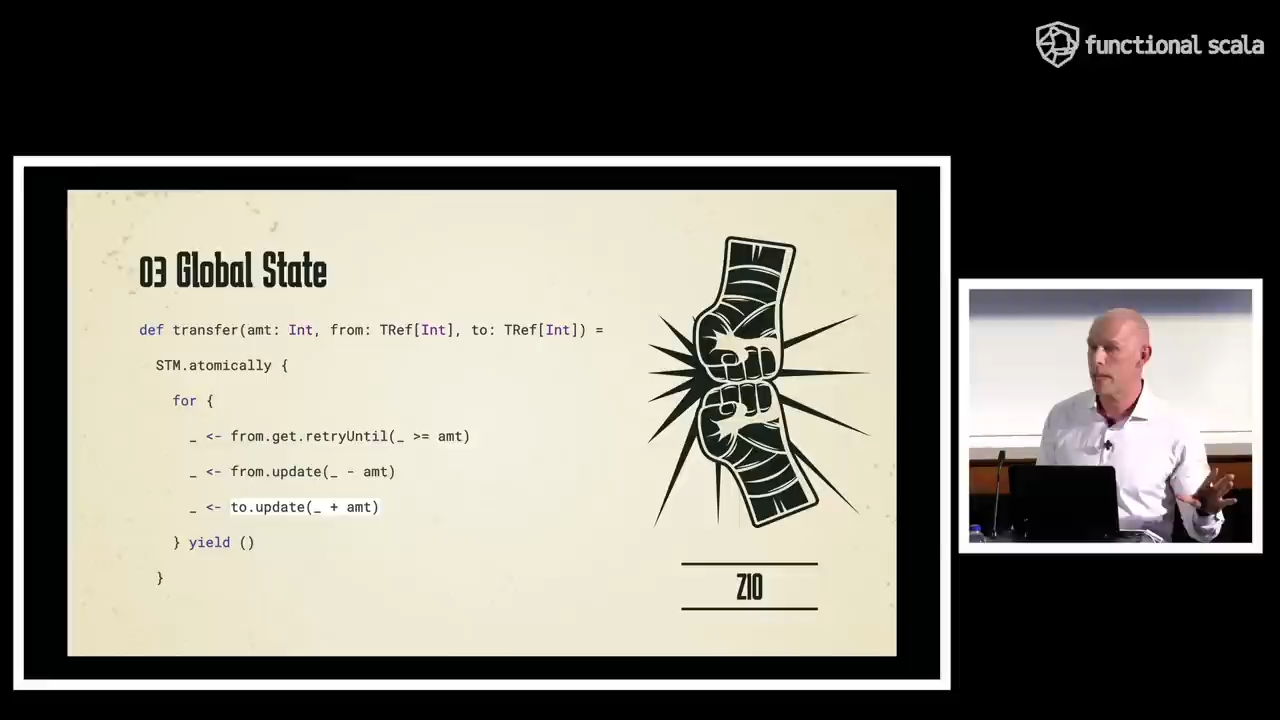 functional scala
03 Global State
def transfer(amt: Int, from: TRef[Int], to: TRef[Int]) =
STM.atomically {
for {
_ <- from.get.retryUntil(_ >= amt)
_ <- from.update(_ - amt)
_ <- to.update(_ + amt)
} yield ()
}
ZIO